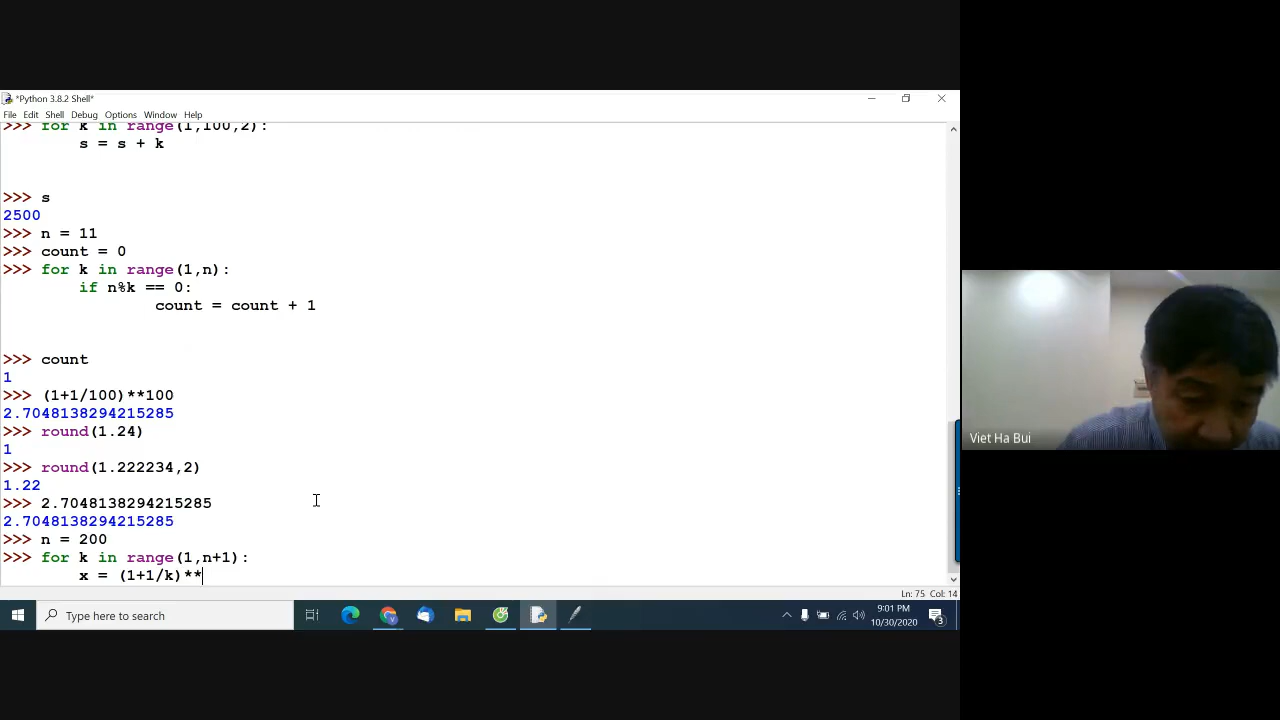 *Python 3.8.2 Shell*
File Edit Shell Debug Options Window Help
>>> for k in range(1,100,2):
s = s + k
>>> s
2500
>>> n = 11
>>> count = 0
>>> for k in range(1,n):
if n%k == 0:
count = count + 1
>>> count
1
>>> (1+1/100)**100
2.7048138294215285
>>> round(1.24)
1
>>> round(1.222234,2)
1.22
>>> 2.7048138294215285
2.7048138294215285
>>> n = 200
>>> for k in range(1,n+1):
x = (1+1/k)**
Ln: 75 Col: 14
Viet Ha Bui
Type here to search
9:01 PM
10/30/2020
3